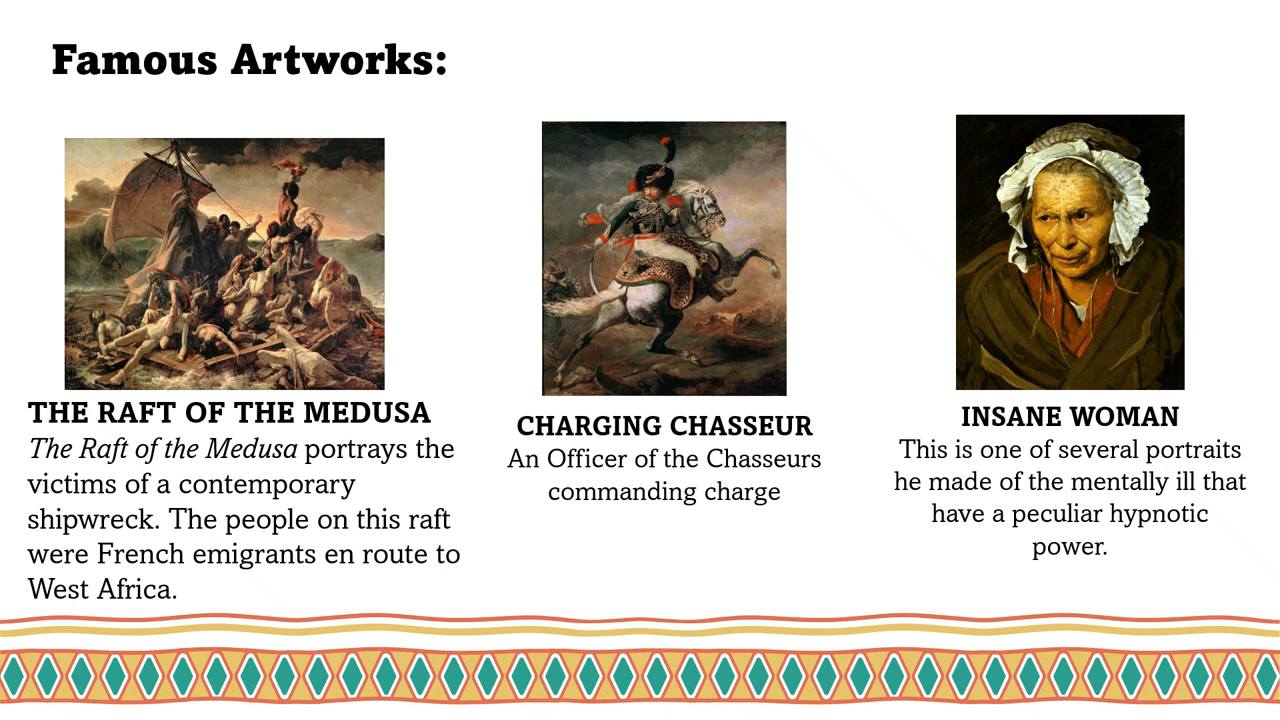 Famous Artworks:
THE RAFT OF THE MEDUSA
The Raft of the Medusa portrays the
victims of a contemporary
shipwreck. The people on this raft
were French emigrants en route to
West Africa.
CHARGING CHASSEUR
An Officer of the Chasseurs
commanding charge
INSANE WOMAN
This is one of several portraits
he made of the mentally ill that
have a peculiar hypnotic
power.